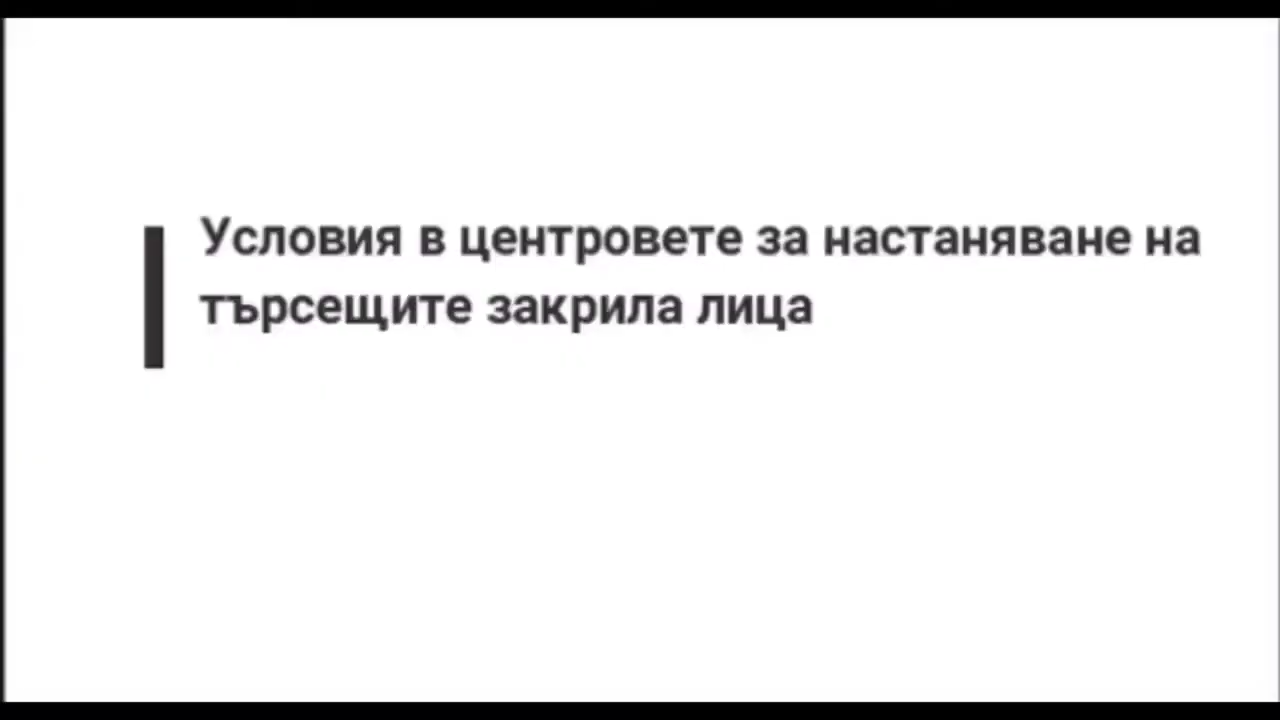 Условия в центровете за настаняване на
търсещите закрила лица